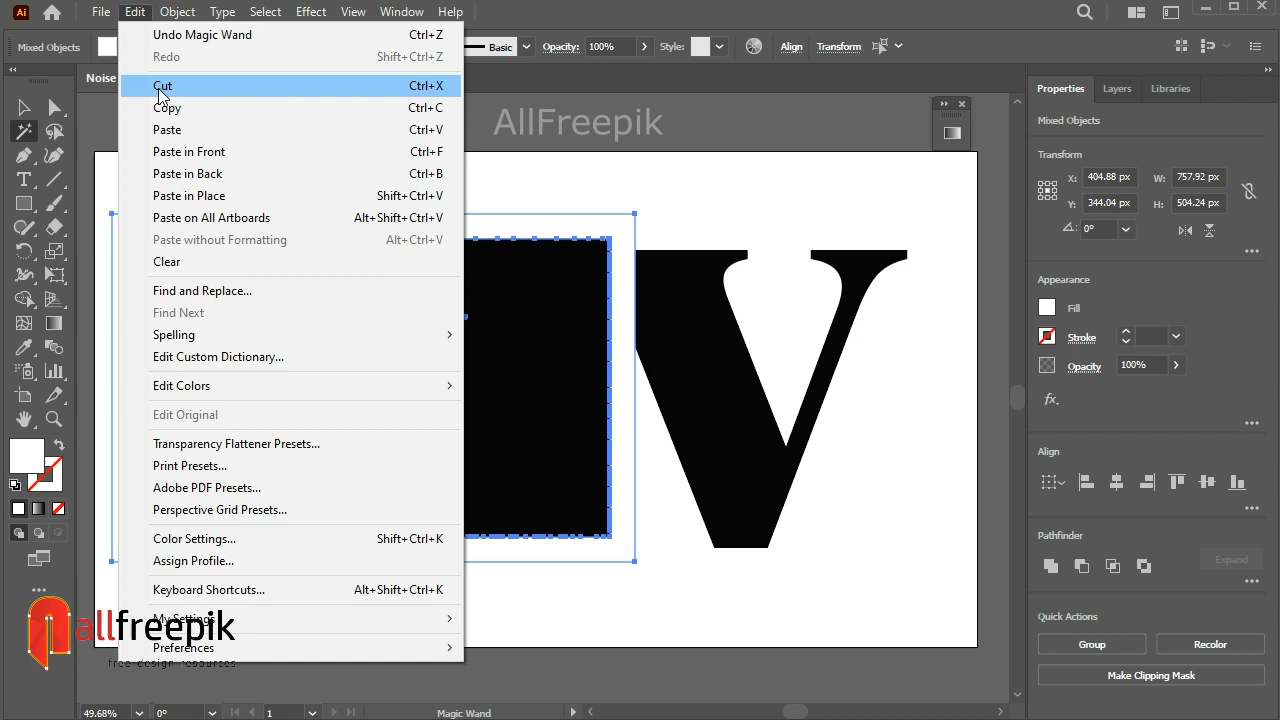 Ai File Edit Object Type Select Effect View Window Help
Mixed Objects Basic Opacity: 100% Style: Align Transform
Noise
Undo Magic Wand Ctrl+Z
Redo Shift+Ctrl+Z
Cut Ctrl+X
Copy Ctrl+C
Paste Ctrl+V
Paste in Front Ctrl+F
Paste in Back Ctrl+B
Paste in Place Shift+Ctrl+V
Paste on All Artboards Alt+Shift+Ctrl+V
Paste without Formatting Alt+Ctrl+V
Clear
Find and Replace...
Find Next
Spelling
Edit Custom Dictionary...
Edit Colors
Edit Original
Transparency Flattener Presets...
Print Presets...
Adobe PDF Presets...
Perspective Grid Presets...
Color Settings... Shift+Ctrl+K
Assign Profile...
Keyboard Shortcuts... Alt+Shift+Ctrl+K
My Settings
Preferences
AllFreepik
V
allfreepik
free design resources
Properties Layers Libraries
Mixed Objects
Transform
X: 404.88 px W: 757.92 px
Y: 344.04 px H: 504.24 px
0°
Appearance
Fill
Stroke
Opacity 100%
fx.
Align
Pathfinder
Expand
Quick Actions
Group Recolor
Make Clipping Mask
49.68% 0° 1 Magic Wand